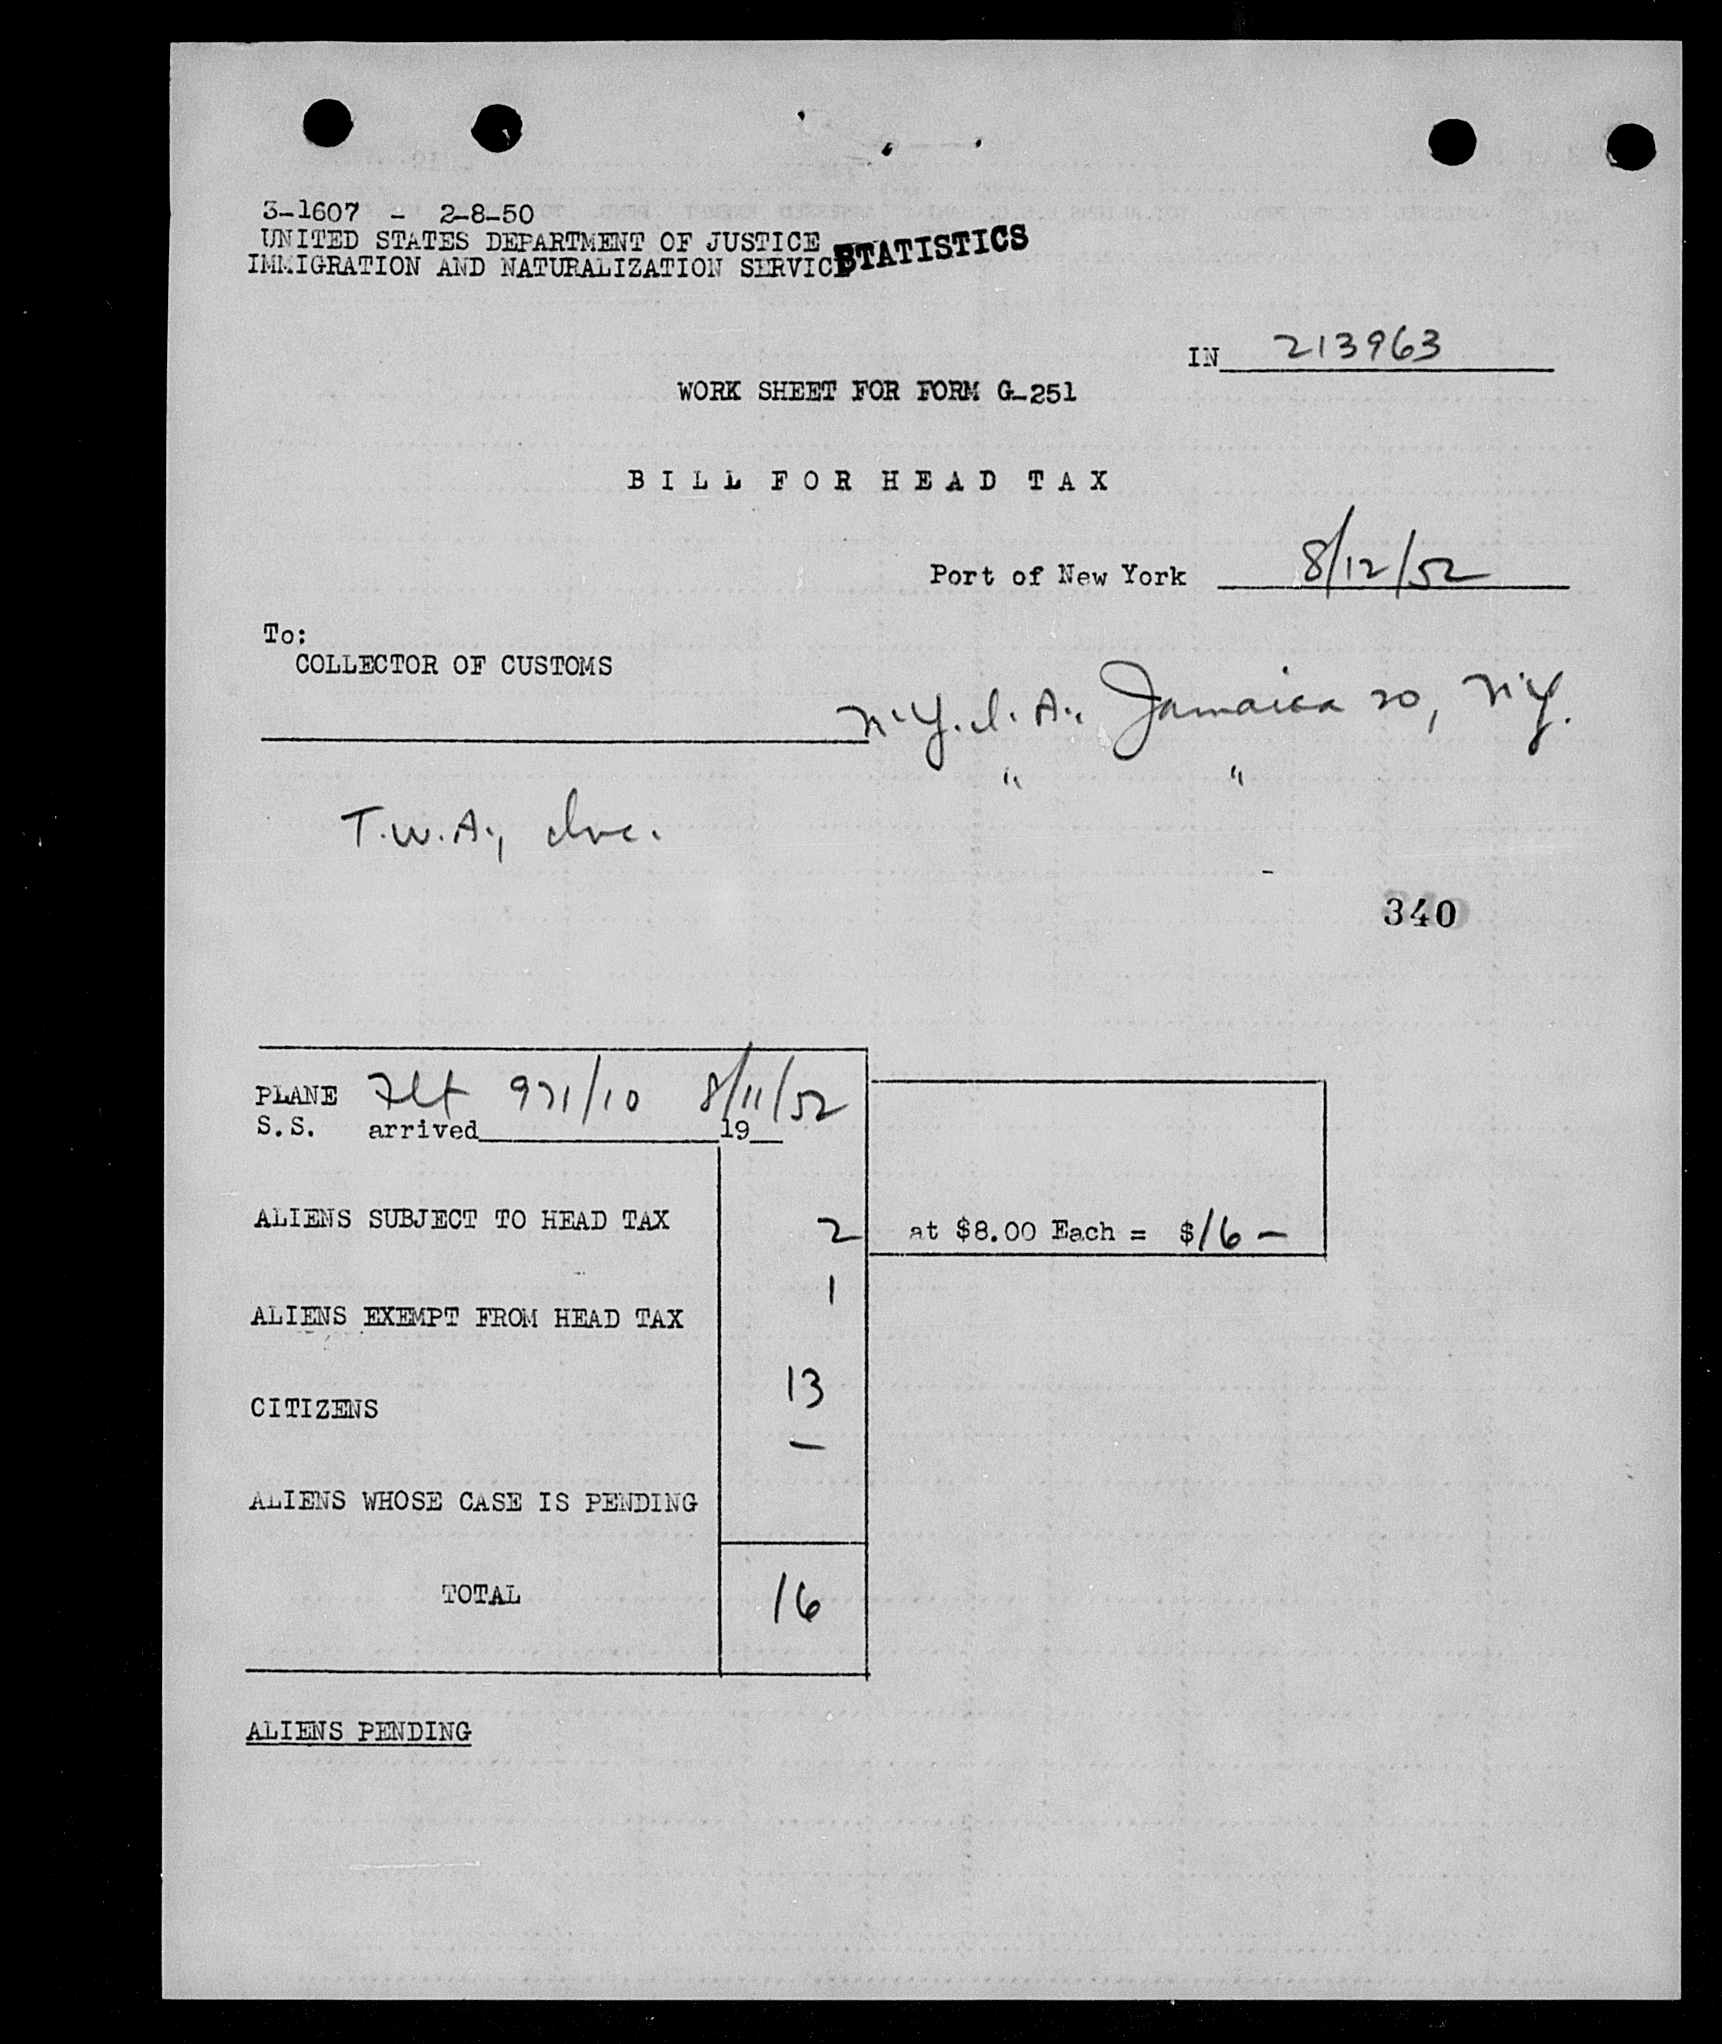 3-1607 - 2-8-50
UNITED STATES DEPARTMENT OF JUSTICE
IMMIGRATION AND NATURALIZATION SERVICE STATISTICS
IN 213963
WORK SHEET FOR FORM G-251
BILL FOR HEAD TAX
Port of New York 8/12/52
To:
COLLECTOR OF CUSTOMS
N.Y.I.A., Jamaica 20, N.Y.
" "
T.W.A., Inc.
340
PLANE Flt 971/10 8/11/52
S.S. arrived 19
ALIENS SUBJECT TO HEAD TAX 2 at $8.00 Each = $16 -
ALIENS EXEMPT FROM HEAD TAX 1
CITIZENS 13
ALIENS WHOSE CASE IS PENDING -
TOTAL 16
ALIENS PENDING